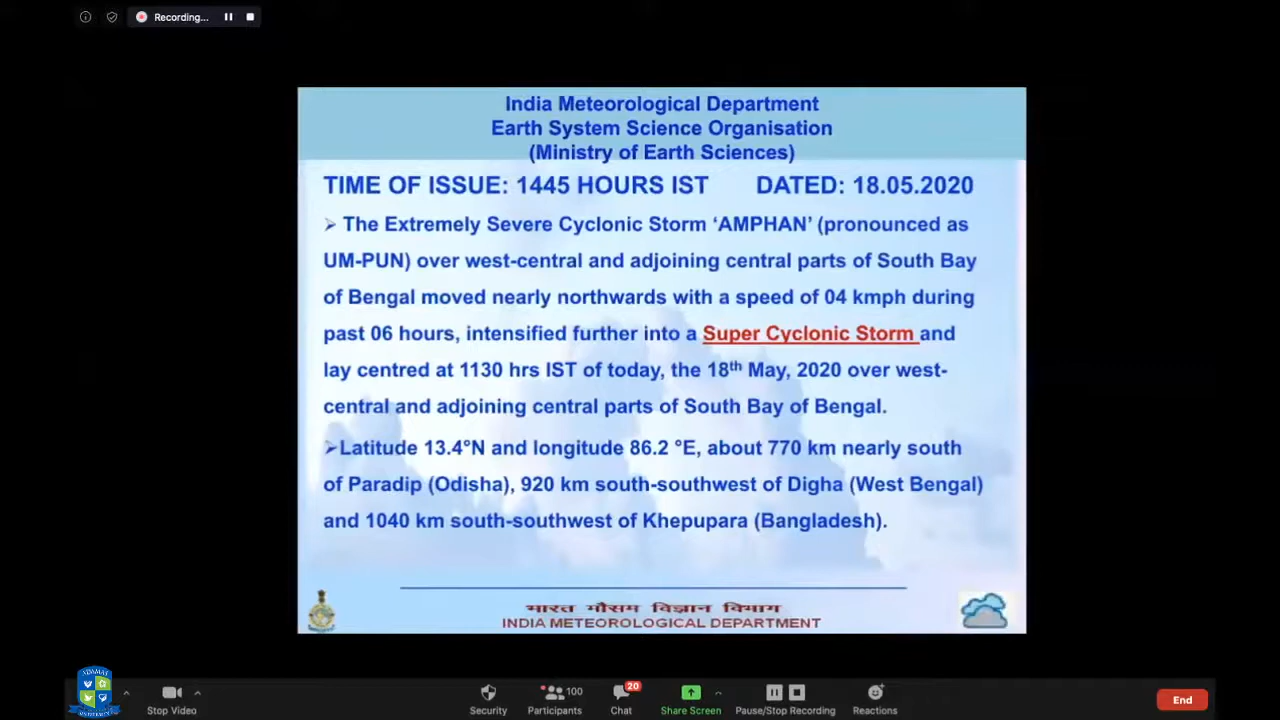 Recording...
India Meteorological Department
Earth System Science Organisation
(Ministry of Earth Sciences)
TIME OF ISSUE: 1445 HOURS IST DATED: 18.05.2020
➢ The Extremely Severe Cyclonic Storm ‘AMPHAN’ (pronounced as
UM-PUN) over west-central and adjoining central parts of South Bay
of Bengal moved nearly northwards with a speed of 04 kmph during
past 06 hours, intensified further into a Super Cyclonic Storm and
lay centred at 1130 hrs IST of today, the 18th May, 2020 over west-
central and adjoining central parts of South Bay of Bengal.
➢Latitude 13.4°N and longitude 86.2 °E, about 770 km nearly south
of Paradip (Odisha), 920 km south-southwest of Digha (West Bengal)
and 1040 km south-southwest of Khepupara (Bangladesh).
भारत मौसम विज्ञान विभाग
INDIA METEOROLOGICAL DEPARTMENT
Stop Video
Security
Participants 100
Chat 20
Share Screen
Pause/Stop Recording
Reactions
End